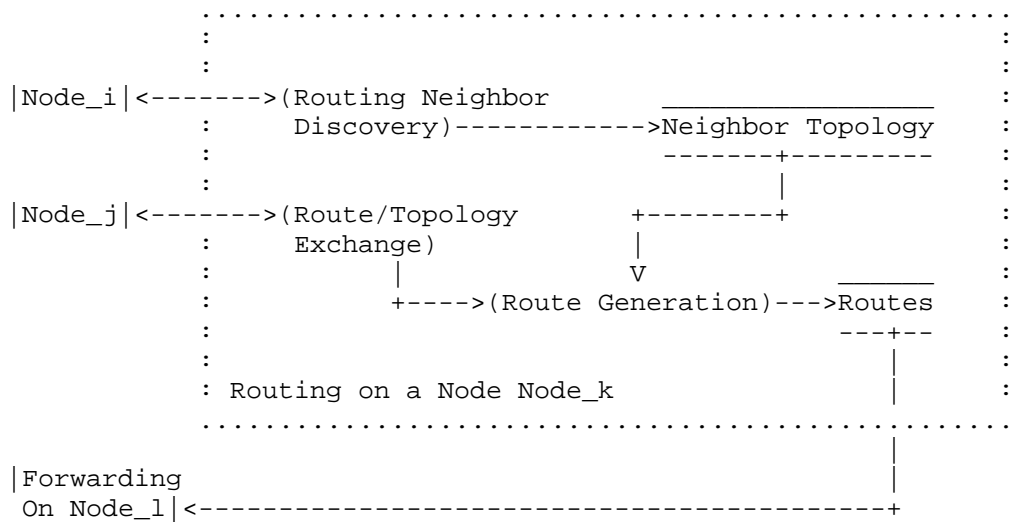 |Node_i|<------->(Routing Neighbor
Discovery)------------>Neighbor Topology
|Node_j|<------->(Route/Topology
Exchange)
+---->(Route Generation)--->Routes
Routing on a Node Node_k
|Forwarding
On Node_l|<-------------------------------------------+